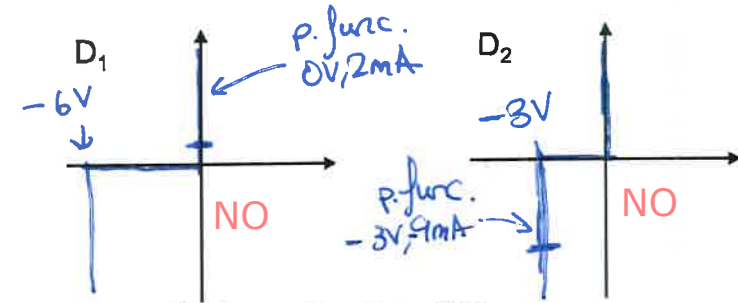 D1
-6V
p. func.
0V, 2mA
NO
D2
-3V
p. func.
-3V, -9mA
NO